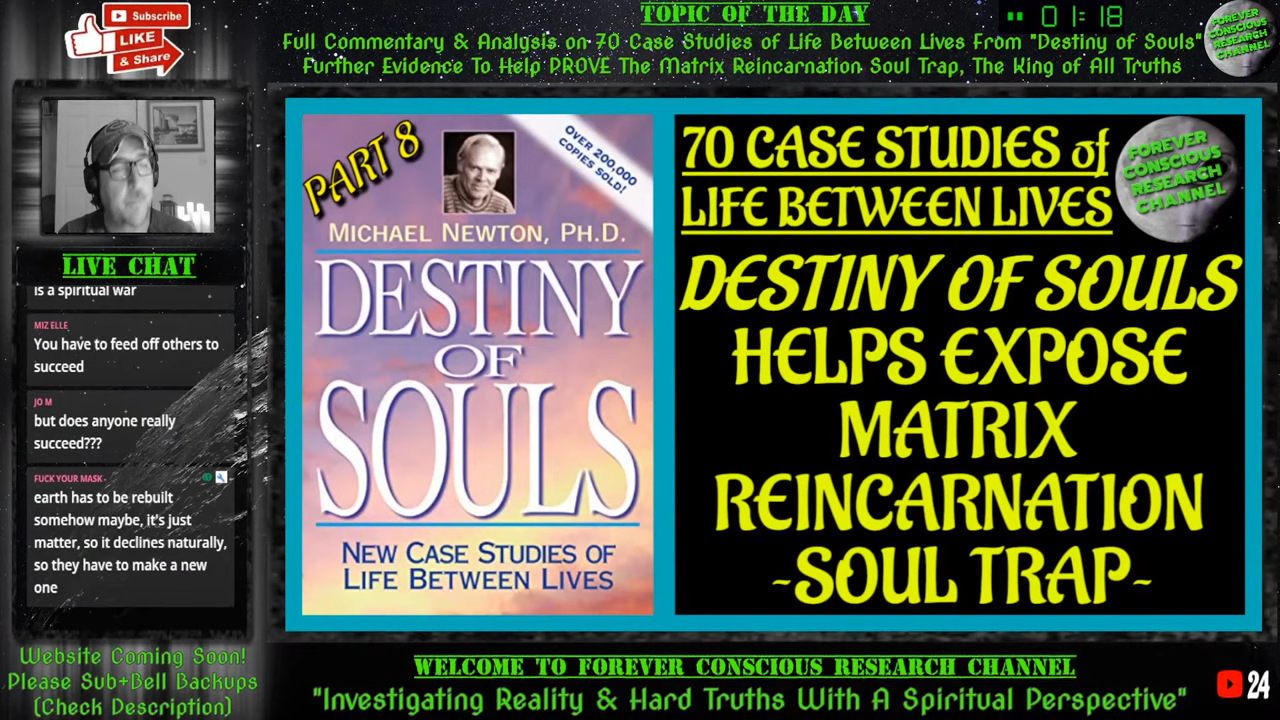 Subscribe
LIKE
& Share
TOPIC OF THE DAY
01:18
Full Commentary & Analysis on 70 Case Studies of Life Between Lives From "Destiny of Souls"
Further Evidence To Help PROVE The Matrix Reincarnation Soul Trap, The King of All Truths
FOREVER
CONSCIOUS
RESEARCH
CHANNEL
LIVE CHAT
is a spiritual war
MIZ ELLE
You have to feed off others to
succeed
JO M
but does anyone really
succeed???
FUCK YOUR MASK
earth has to be rebuilt
somehow maybe, it's just
matter, so it declines naturally,
so they have to make a new
one
PART 8
OVER 200,000
COPIES SOLD!
MICHAEL NEWTON, PH.D.
DESTINY
OF
SOULS
NEW CASE STUDIES OF
LIFE BETWEEN LIVES
70 CASE STUDIES of
LIFE BETWEEN LIVES
FOREVER
CONSCIOUS
RESEARCH
CHANNEL
DESTINY OF SOULS
HELPS EXPOSE
MATRIX
REINCARNATION
-SOUL TRAP-
Website Coming Soon!
Please Sub+Bell Backups
(Check Description)
WELCOME TO FOREVER CONSCIOUS RESEARCH CHANNEL
"Investigating Reality & Hard Truths With A Spiritual Perspective"
24